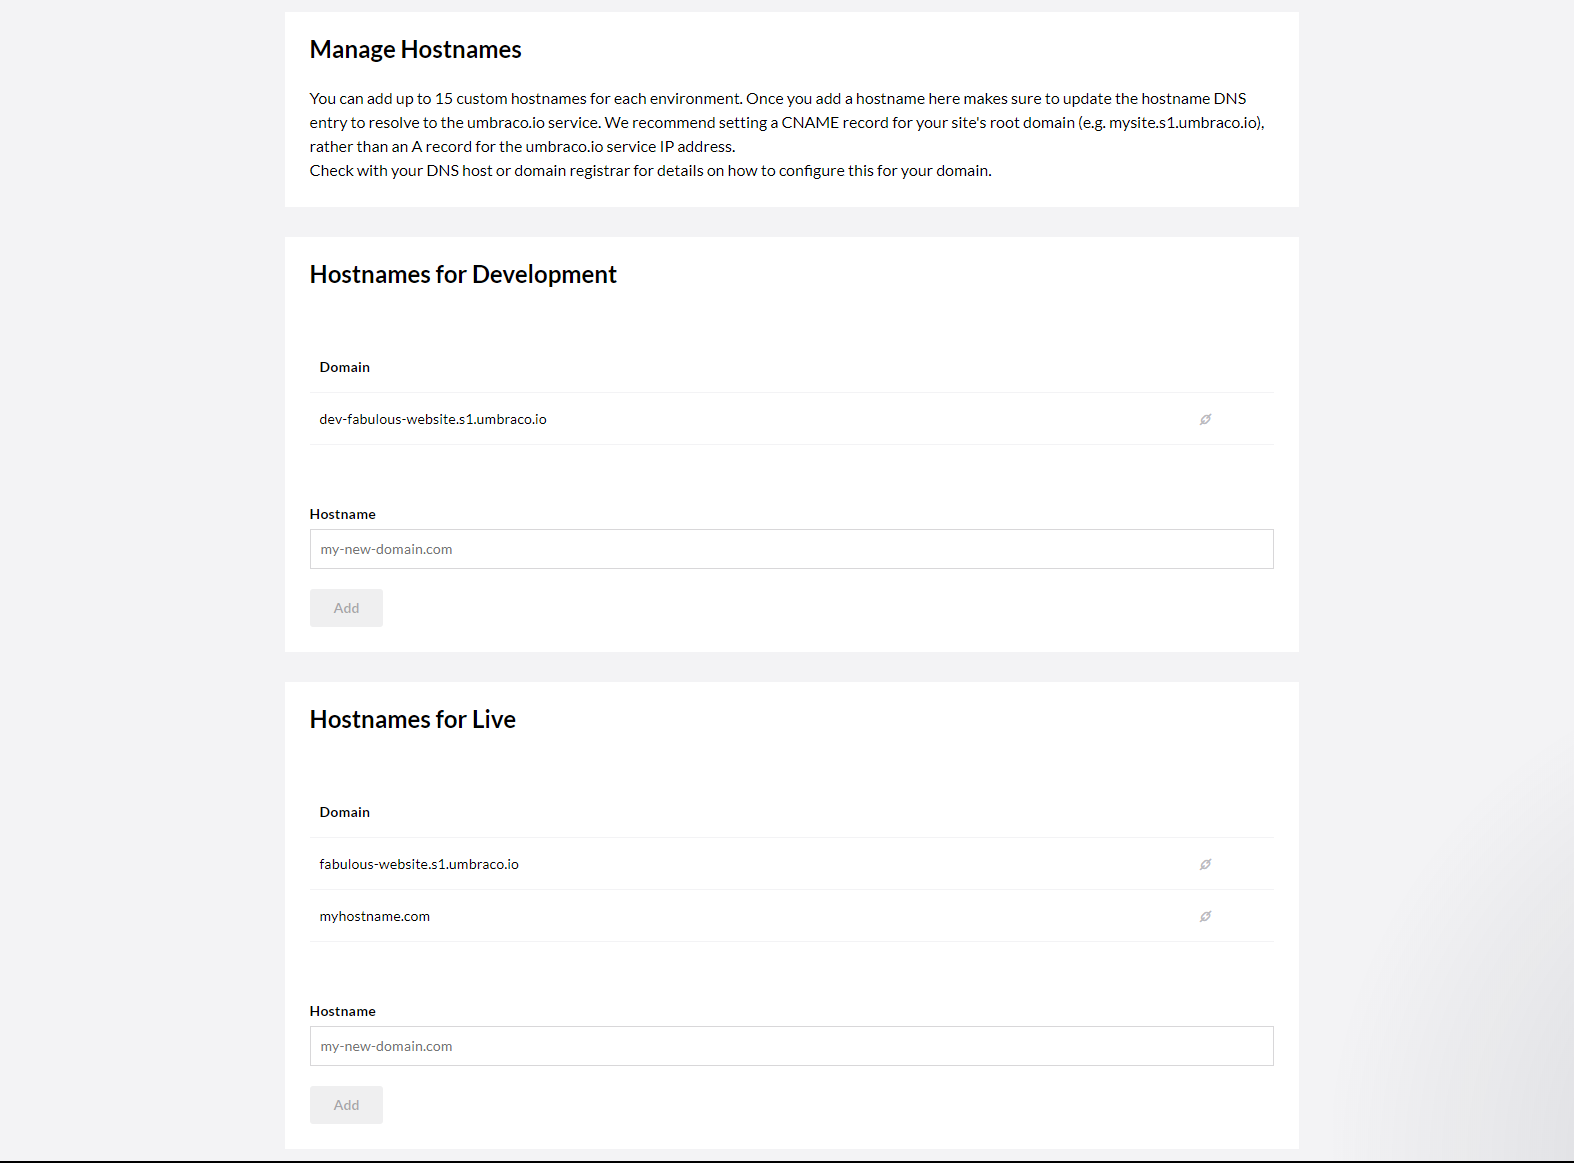 Manage Hostnames
You can add up to 15 custom hostnames for each environment. Once you add a hostname here makes sure to update the hostname DNS
entry to resolve to the umbraco.io service. We recommend setting a CNAME record for your site's root domain (e.g. mysite.s1.umbraco.io),
rather than an A record for the umbraco.io service IP address.
Check with your DNS host or domain registrar for details on how to configure this for your domain.
Hostnames for Development
Domain
dev-fabulous-website.s1.umbraco.io
Hostname
my-new-domain.com
Add
Hostnames for Live
Domain
fabulous-website.s1.umbraco.io
myhostname.com
Hostname
my-new-domain.com
Add